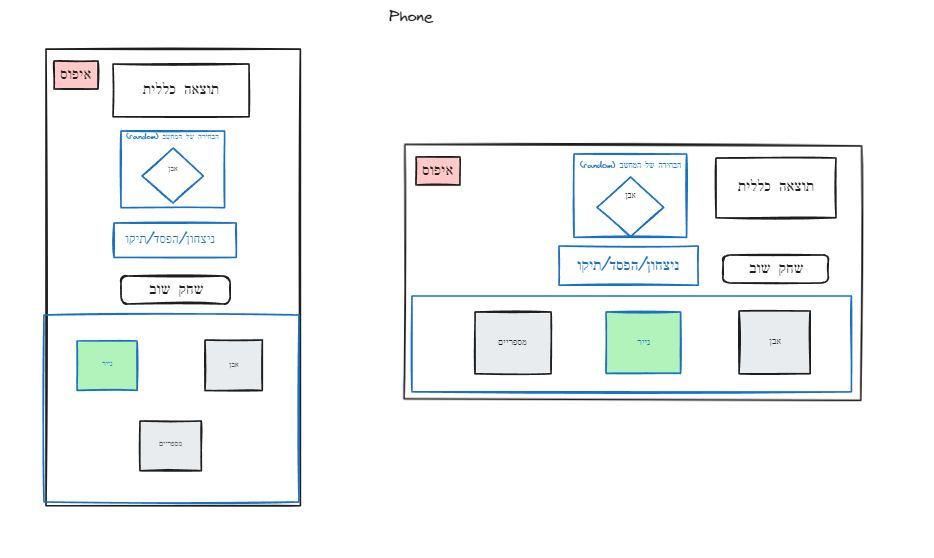 Phone
איפוס
תוצאה כללית
הבחירה של המחשב (random)
אבן
ניצחון/הפסד/תיקו
שחק שוב
נייר
אבן
מספריים
איפוס
הבחירה של המחשב (random)
אבן
תוצאה כללית
ניצחון/הפסד/תיקו
שחק שוב
מספריים
נייר
אבן